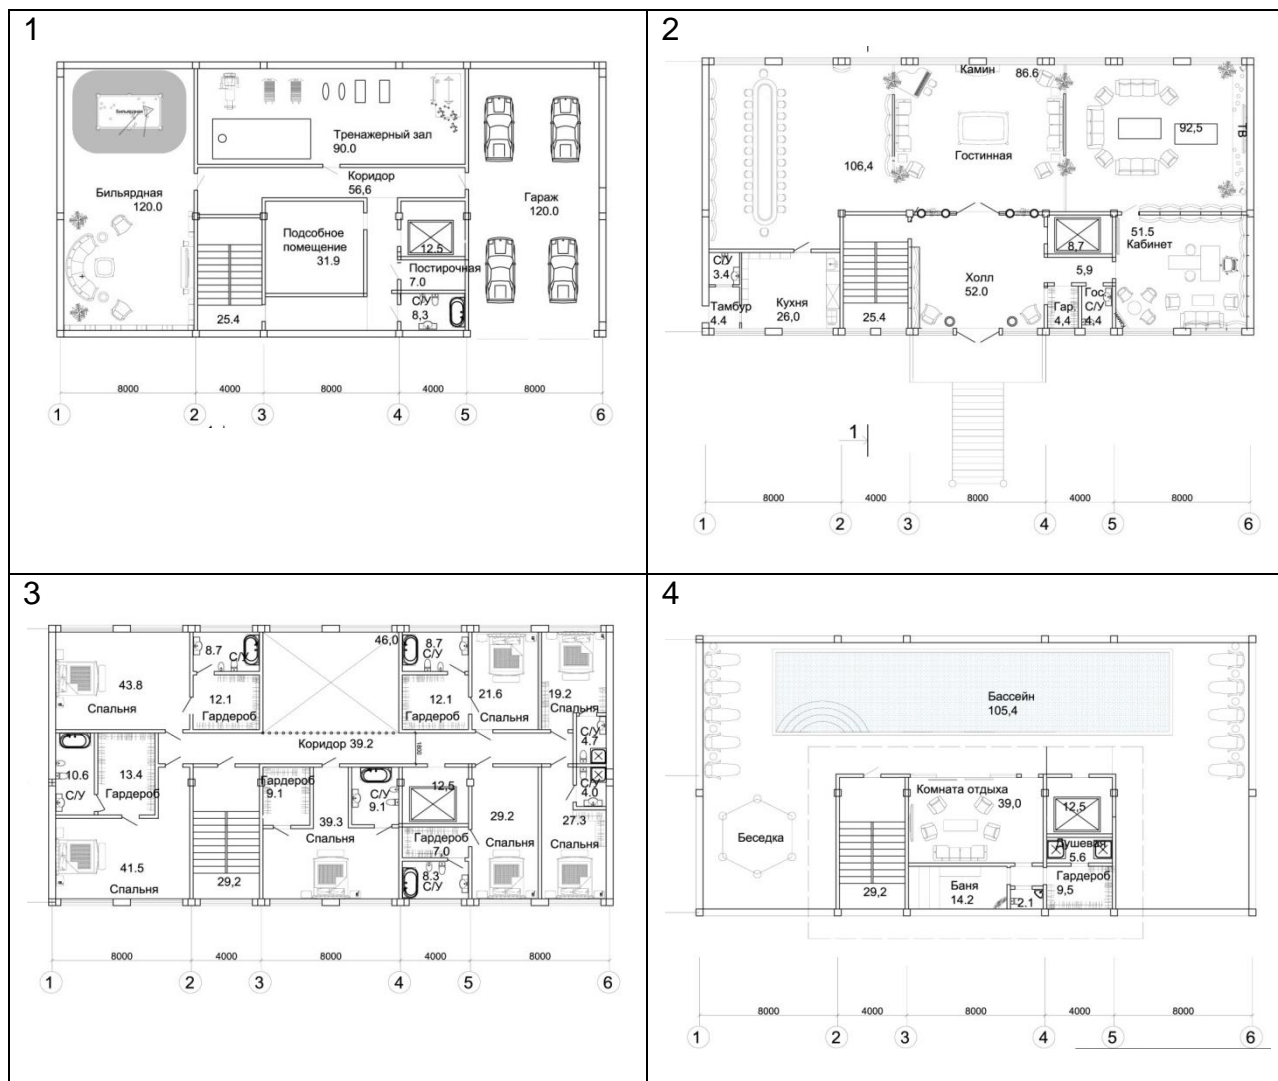 1
Бильярдная
Тренажерный зал
90.0
Коридор
56,6
Бильярдная
120.0
Гараж
120.0
Подсобное
помещение
31.9
12.5
Постирочная
7.0
С/У
8,3
25.4
8000
4000
8000
4000
8000
1
2
3
4
5
6
2
Камин
86.6
92,5
ТВ
106,4
Гостинная
51.5
Кабинет
8,7
С/У
3.4
5,9
Холл
52.0
Тамбур
4.4
Кухня
26,0
25.4
Гар.
4,4
Гос
С/У
4,4
1
8000
4000
8000
4000
8000
1
2
3
4
5
6
3
8.7
С/У
46,0
8.7
С/У
43.8
Спальня
12.1
Гардероб
12.1
Гардероб
21.6
Спальня
19.2
Спальня
Коридор 39.2
1800
С/У
4.7
10.6
С/У
13.4
Гардероб
Гардероб
9.1
С/У
9.1
12,5
С/У
4.0
39.3
Спальня
29.2
27.3
Гардероб
7,0
Спальня
Спальня
41.5
Спальня
29,2
8.3
С/У
8000
4000
8000
4000
8000
1
2
3
4
5
6
4
Бассейн
105,4
Комната отдыха
39,0
12,5
Беседка
Душевая
5.6
Баня
14.2
Гардероб
9,5
29,2
2.1
8000
4000
8000
4000
8000
1
2
3
4
5
6